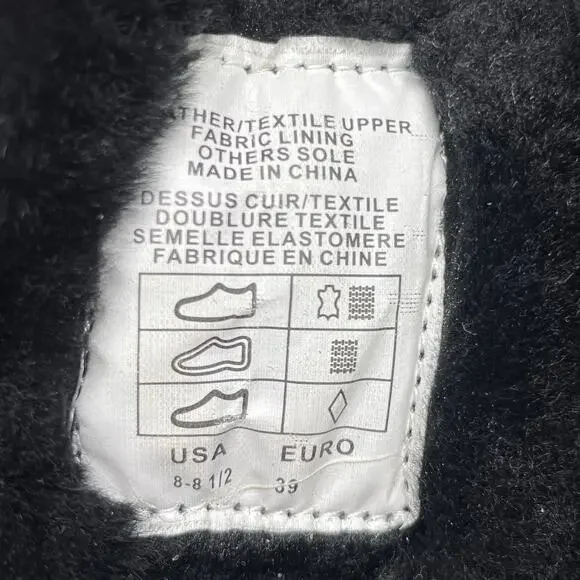 THER/TEXTILE UPPER
FABRIC LINING
OTHERS SOLE
MADE IN CHINA
DESSUS CUIR/TEXTILE
DOUBLURE TEXTILE
SEMELLE ELASTOMERE
FABRIQUE EN CHINE
USA EURO
8-8 1/2 39